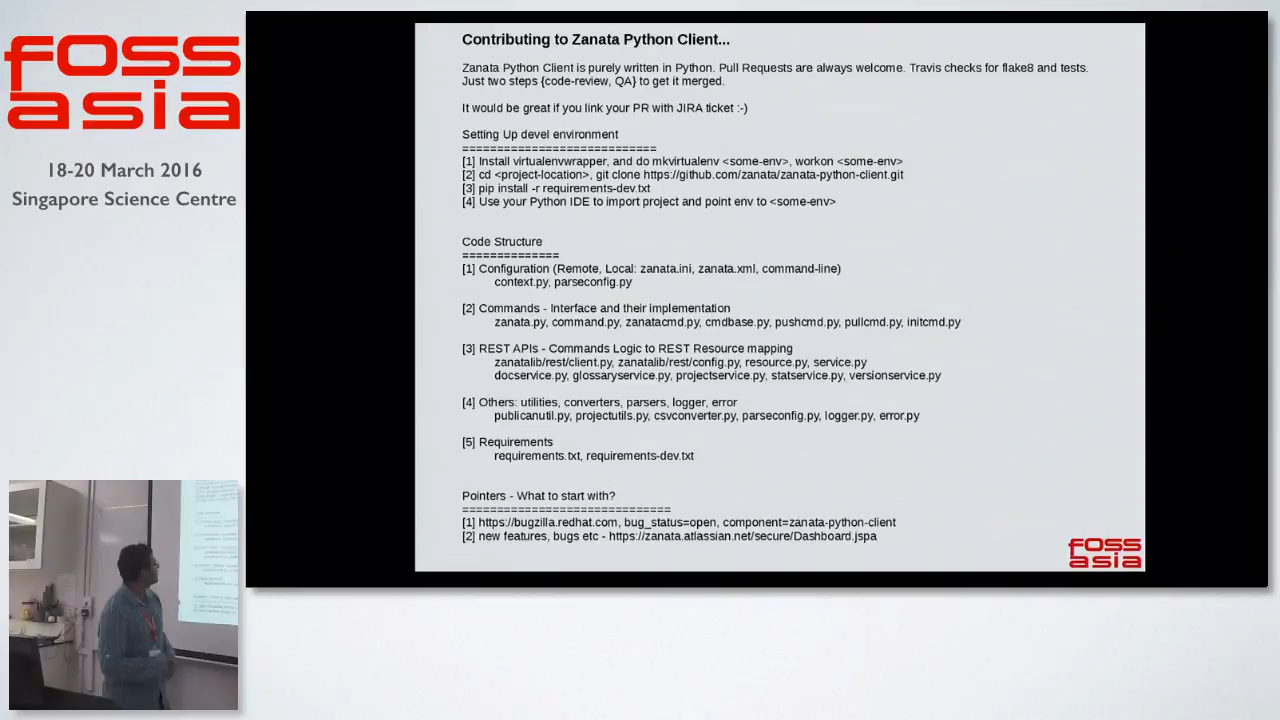 foss
asia
18-20 March 2016
Singapore Science Centre
Contributing to Zanata Python Client...
Zanata Python Client is purely written in Python. Pull Requests are always welcome. Travis checks for flake8 and tests.
Just two steps {code-review, QA} to get it merged.
It would be great if you link your PR with JIRA ticket :-)
Setting Up devel environment
============================
[1] Install virtualenvwrapper, and do mkvirtualenv <some-env>, workon <some-env>
[2] cd <project-location>, git clone https://github.com/zanata/zanata-python-client.git
[3] pip install -r requirements-dev.txt
[4] Use your Python IDE to import project and point env to <some-env>
Code Structure
==============
[1] Configuration (Remote, Local: zanata.ini, zanata.xml, command-line)
context.py, parseconfig.py
[2] Commands - Interface and their implementation
zanata.py, command.py, zanatacmd.py, cmdbase.py, pushcmd.py, pullcmd.py, initcmd.py
[3] REST APIs - Commands Logic to REST Resource mapping
zanatalib/rest/client.py, zanatalib/rest/config.py, resource.py, service.py
docservice.py, glossaryservice.py, projectservice.py, statservice.py, versionservice.py
[4] Others: utilities, converters, parsers, logger, error
publicanutil.py, projectutils.py, csvconverter.py, parseconfig.py, logger.py, error.py
[5] Requirements
requirements.txt, requirements-dev.txt
Pointers - What to start with?
==============================
[1] https://bugzilla.redhat.com, bug_status=open, component=zanata-python-client
[2] new features, bugs etc - https://zanata.atlassian.net/secure/Dashboard.jspa
foss
asia